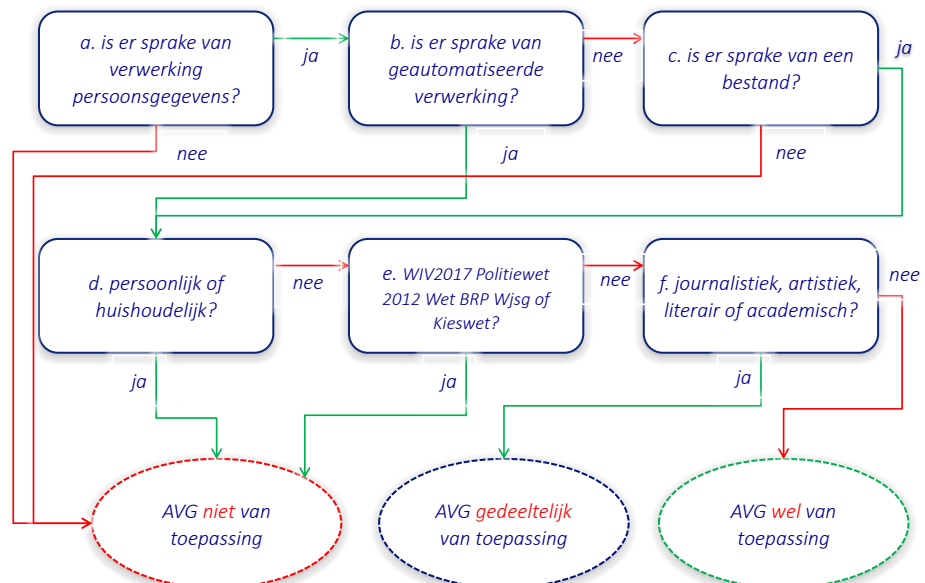 a. is er sprake van
verwerking
persoonsgegevens?
ja
b. is er sprake van
geautomatiseerde
verwerking?
nee
c. is er sprake van een
bestand?
ja
nee
ja
nee
d. persoonlijk of
huishoudelijk?
nee
e. WIV2017 Politiewet
2012 Wet BRP Wjsg of
Kieswet?
nee
f. journalistiek, artistiek,
literair of academisch?
nee
ja
ja
ja
AVG niet van
toepassing
AVG gedeeltelijk
van toepassing
AVG wel van
toepassing